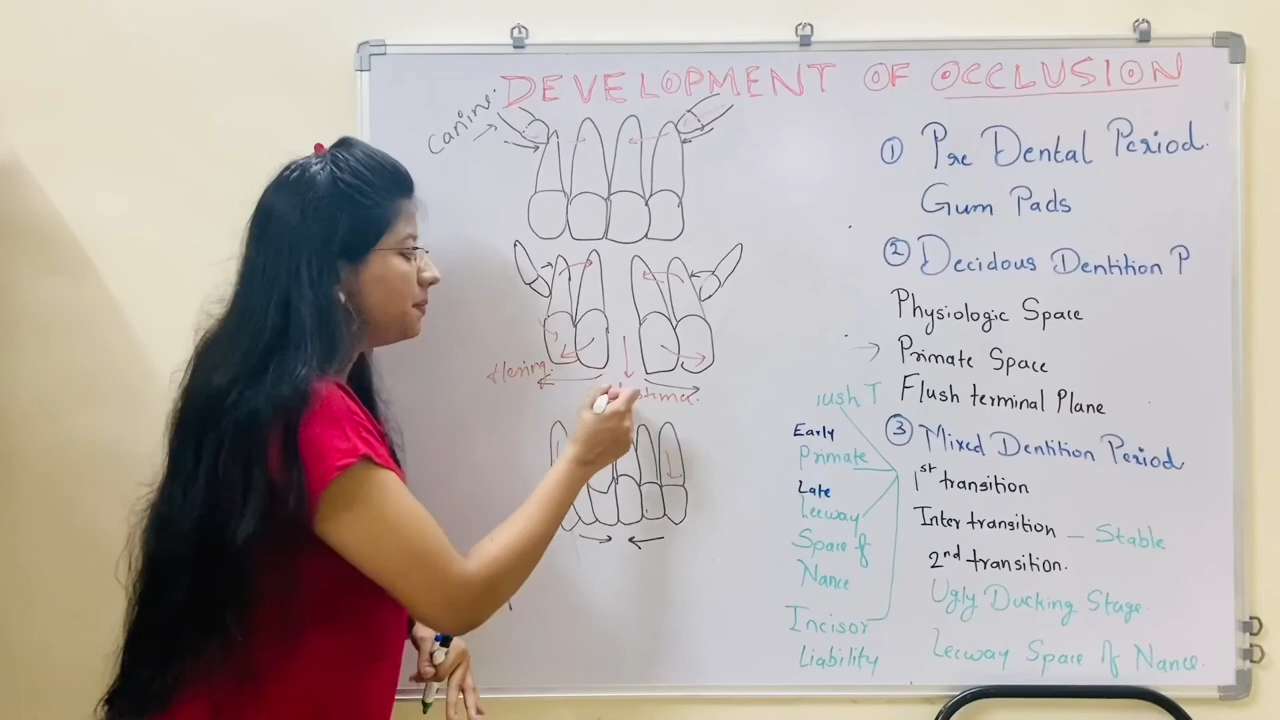 DEVELOPMENT OF OCCLUSION
Canine.
① Pre Dental Period.
Gum Pads
② Decidous Dentition P
Physiologic Space
→ Primate Space
Flush terminal Plane
③ Mixed Dentition Period
1st transition
Inter transition — Stable
2nd transition.
Ugly Ducking Stage.
Leeway Space of Nance.
ush T
Early
Primate
Late
Leeway
Space of
Nance
Incisor
Liability